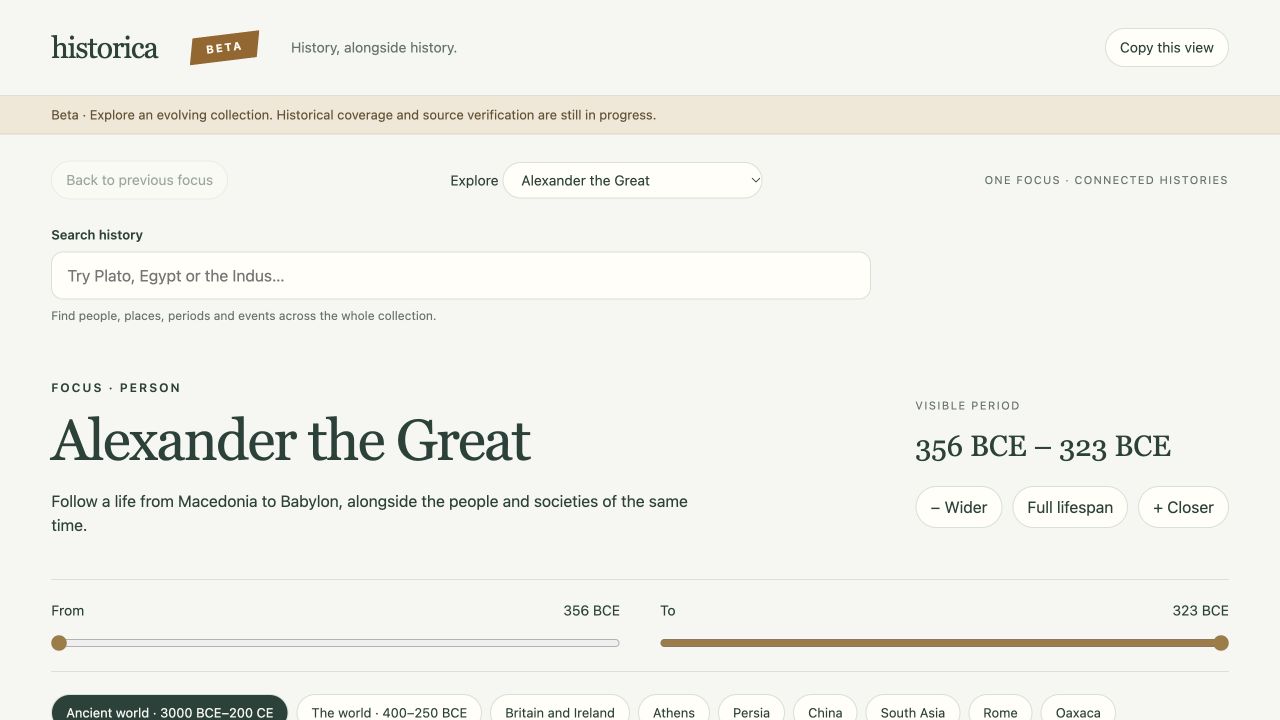 historica
BETA
History, alongside history.
Copy this view
Beta · Explore an evolving collection. Historical coverage and source verification are still in progress.
Back to previous focus
Explore
Alexander the Great
ONE FOCUS · CONNECTED HISTORIES
Search history
Try Plato, Egypt or the Indus...
Find people, places, periods and events across the whole collection.
FOCUS · PERSON
Alexander the Great
Follow a life from Macedonia to Babylon, alongside the people and societies of the same
time.
VISIBLE PERIOD
356 BCE – 323 BCE
– Wider
Full lifespan
+ Closer
From
356 BCE
To
323 BCE
Ancient world · 3000 BCE–200 CE
The world · 400–250 BCE
Britain and Ireland
Athens
Persia
China
South Asia
Rome
Oaxaca